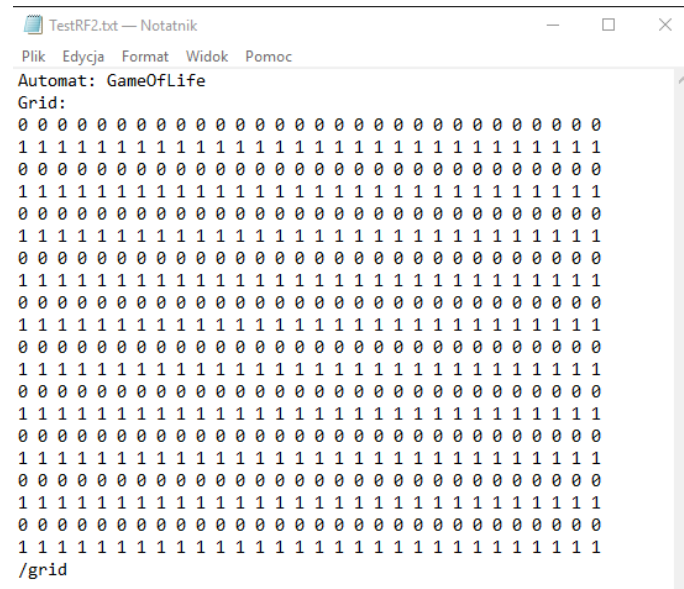 TestRF2.txt — Notatnik
Plik Edycja Format Widok Pomoc
Automat: GameOfLife
Grid:
0 0 0 0 0 0 0 0 0 0 0 0 0 0 0 0 0 0 0 0 0 0 0 0 0 0 0 0 0 0
1 1 1 1 1 1 1 1 1 1 1 1 1 1 1 1 1 1 1 1 1 1 1 1 1 1 1 1 1 1
0 0 0 0 0 0 0 0 0 0 0 0 0 0 0 0 0 0 0 0 0 0 0 0 0 0 0 0 0 0
1 1 1 1 1 1 1 1 1 1 1 1 1 1 1 1 1 1 1 1 1 1 1 1 1 1 1 1 1 1
0 0 0 0 0 0 0 0 0 0 0 0 0 0 0 0 0 0 0 0 0 0 0 0 0 0 0 0 0 0
1 1 1 1 1 1 1 1 1 1 1 1 1 1 1 1 1 1 1 1 1 1 1 1 1 1 1 1 1 1
0 0 0 0 0 0 0 0 0 0 0 0 0 0 0 0 0 0 0 0 0 0 0 0 0 0 0 0 0 0
1 1 1 1 1 1 1 1 1 1 1 1 1 1 1 1 1 1 1 1 1 1 1 1 1 1 1 1 1 1
0 0 0 0 0 0 0 0 0 0 0 0 0 0 0 0 0 0 0 0 0 0 0 0 0 0 0 0 0 0
1 1 1 1 1 1 1 1 1 1 1 1 1 1 1 1 1 1 1 1 1 1 1 1 1 1 1 1 1 1
0 0 0 0 0 0 0 0 0 0 0 0 0 0 0 0 0 0 0 0 0 0 0 0 0 0 0 0 0 0
1 1 1 1 1 1 1 1 1 1 1 1 1 1 1 1 1 1 1 1 1 1 1 1 1 1 1 1 1 1
0 0 0 0 0 0 0 0 0 0 0 0 0 0 0 0 0 0 0 0 0 0 0 0 0 0 0 0 0 0
1 1 1 1 1 1 1 1 1 1 1 1 1 1 1 1 1 1 1 1 1 1 1 1 1 1 1 1 1 1
0 0 0 0 0 0 0 0 0 0 0 0 0 0 0 0 0 0 0 0 0 0 0 0 0 0 0 0 0 0
1 1 1 1 1 1 1 1 1 1 1 1 1 1 1 1 1 1 1 1 1 1 1 1 1 1 1 1 1 1
0 0 0 0 0 0 0 0 0 0 0 0 0 0 0 0 0 0 0 0 0 0 0 0 0 0 0 0 0 0
1 1 1 1 1 1 1 1 1 1 1 1 1 1 1 1 1 1 1 1 1 1 1 1 1 1 1 1 1 1
0 0 0 0 0 0 0 0 0 0 0 0 0 0 0 0 0 0 0 0 0 0 0 0 0 0 0 0 0 0
1 1 1 1 1 1 1 1 1 1 1 1 1 1 1 1 1 1 1 1 1 1 1 1 1 1 1 1 1 1
/grid